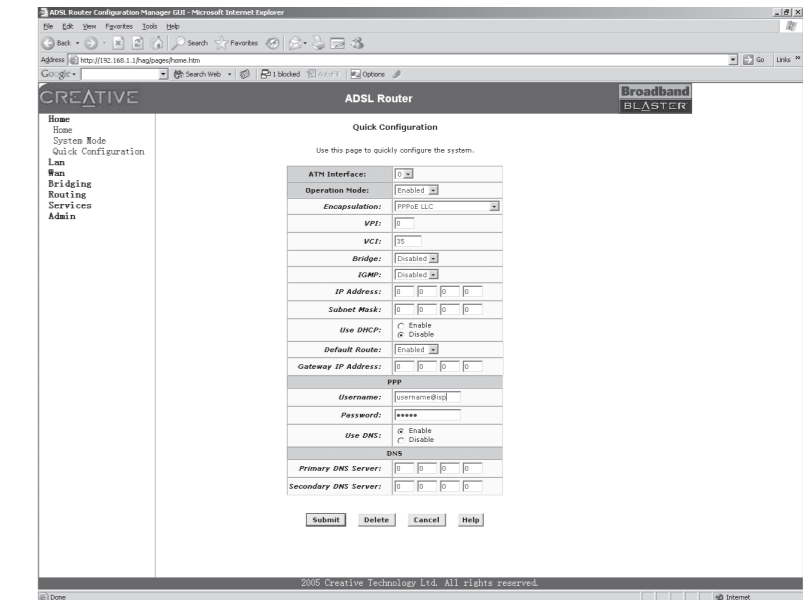 ADSL Router Configuration Manager GUI - Microsoft Internet Explorer
File Edit View Favorites Tools Help
Back Search Favorites
Address http://192.168.1.1/hag/pages/home.htm Go Links »
Google Search Web 1 blocked AutoFill Options
CREATIVE
ADSL Router
Broadband
BLASTER
Home
Home
System Mode
Quick Configuration
Lan
Wan
Bridging
Routing
Services
Admin
Quick Configuration
Use this page to quickly configure the system.
ATM Interface: 0
Operation Mode: Enabled
Encapsulation: PPPoE LLC
VPI: 0
VCI: 35
Bridge: Disabled
IGMP: Disabled
IP Address: 0 0 0 0
Subnet Mask: 0 0 0 0
Use DHCP: Enable
Disable
Default Route: Enabled
Gateway IP Address: 0 0 0 0
PPP
Username: username@isp
Password: •••••
Use DNS: Enable
Disable
DNS
Primary DNS Server: 0 0 0 0
Secondary DNS Server: 0 0 0 0
Submit Delete Cancel Help
2005 Creative Technology Ltd. All rights reserved.
Done Internet